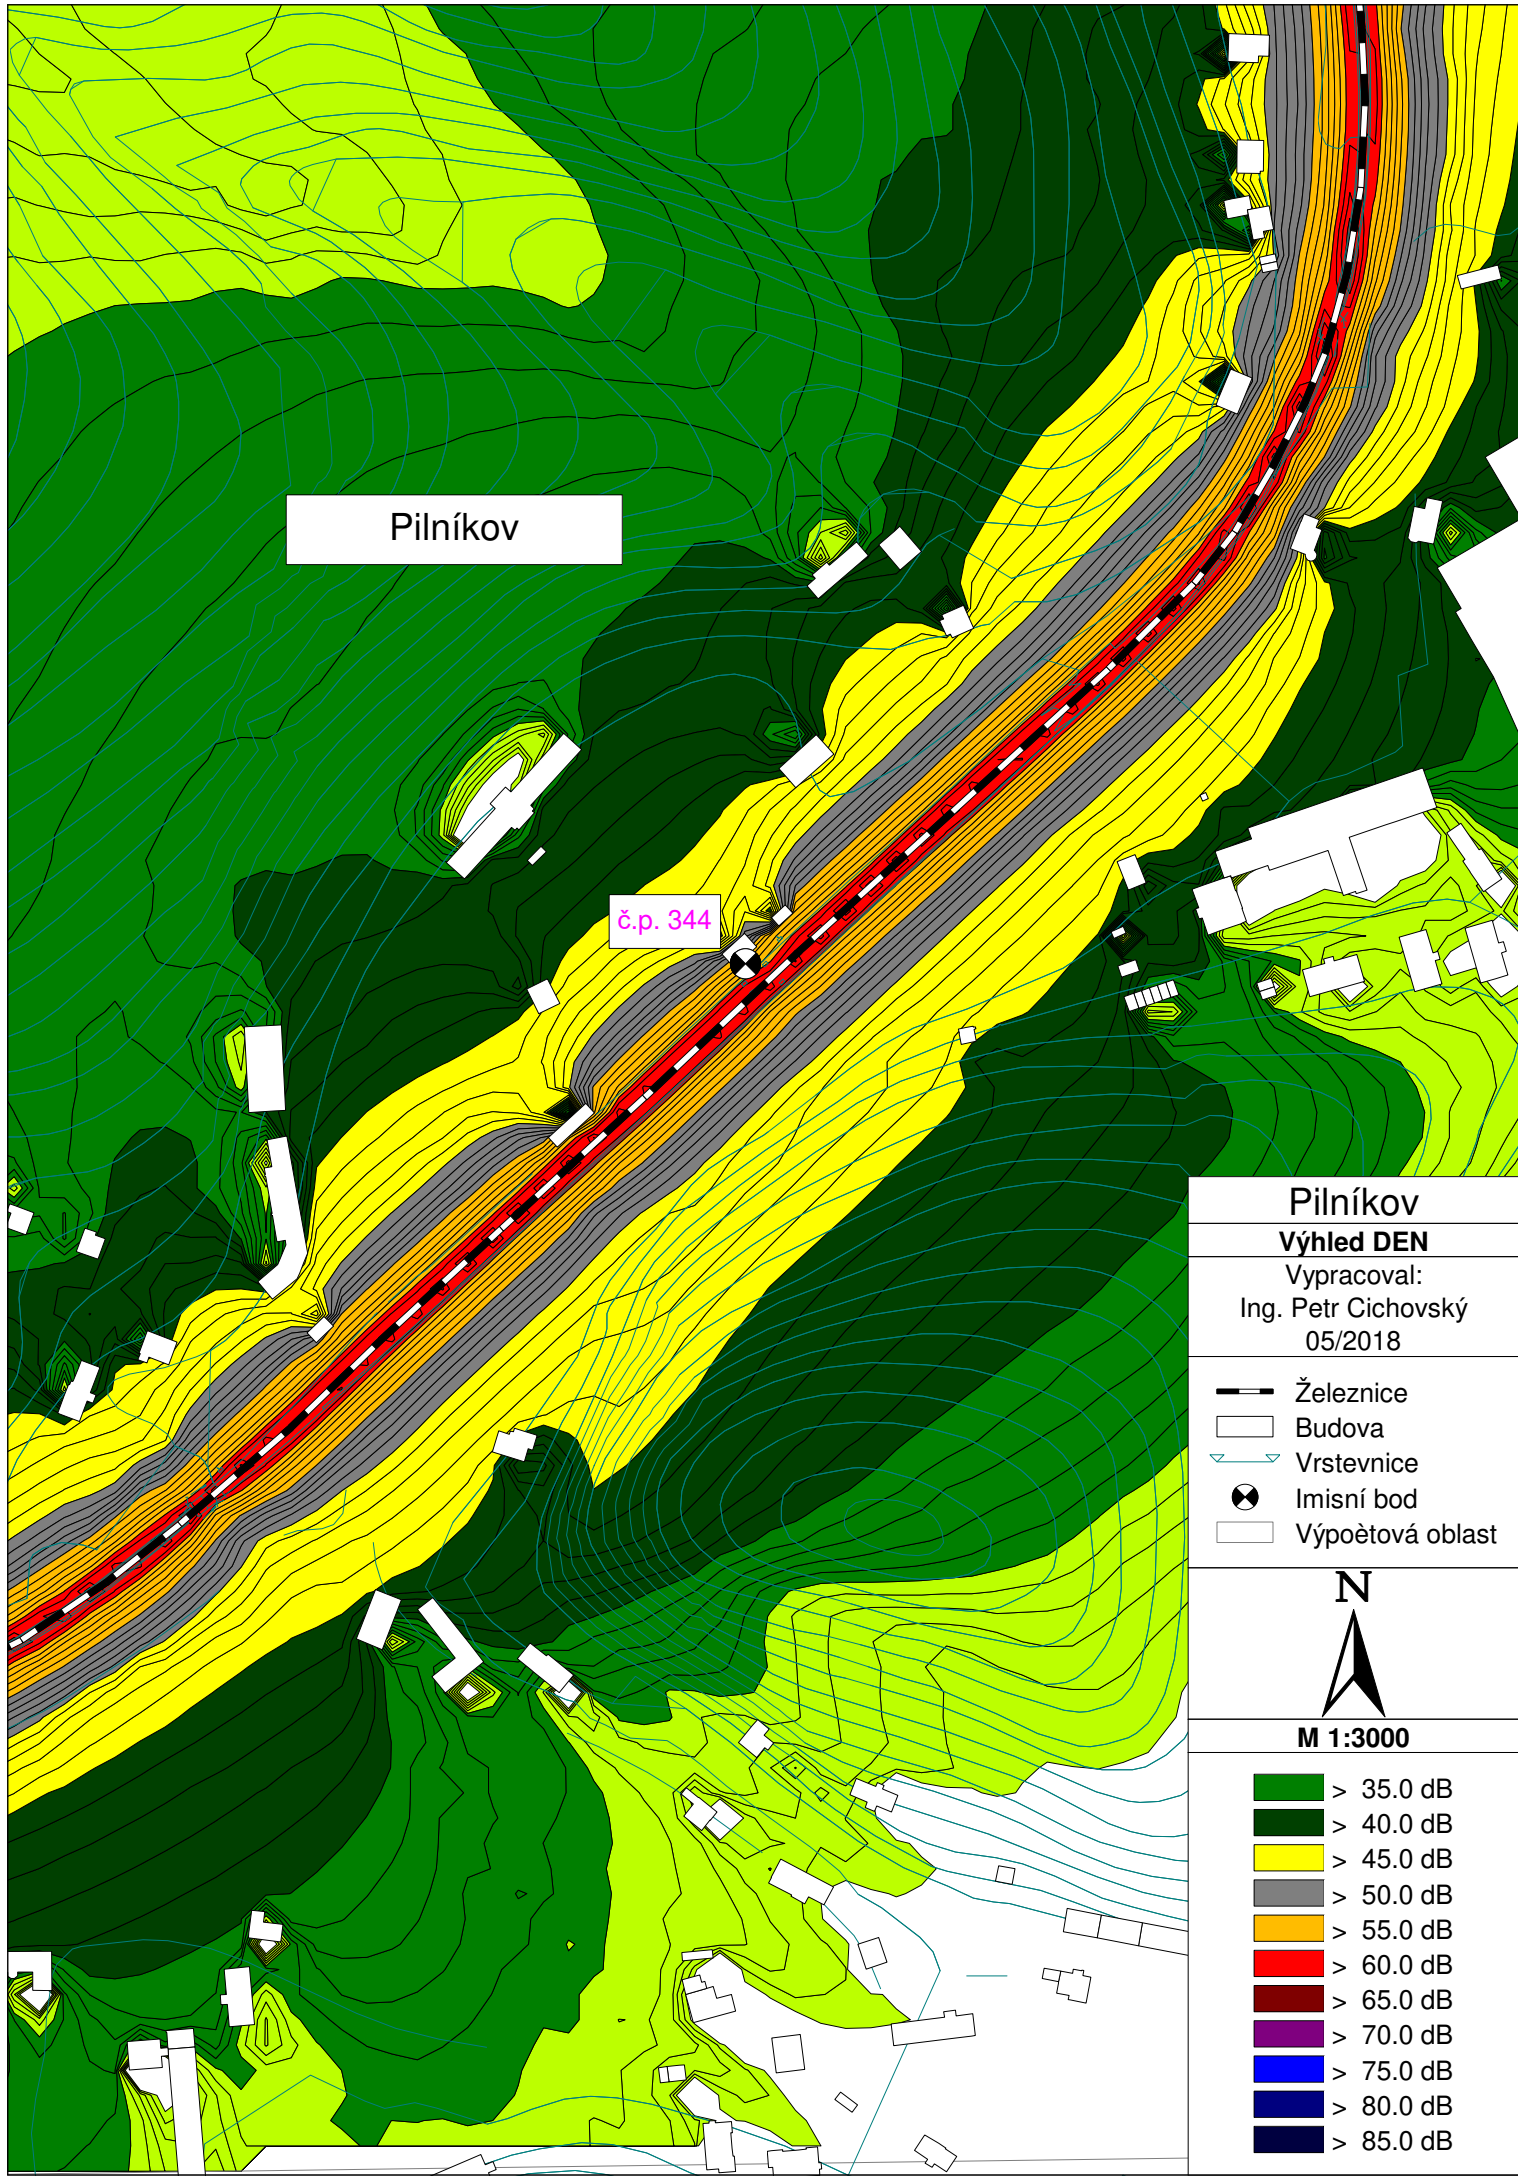 Pilníkov
č.p. 344
Pilníkov
Výhled DEN
Vypracoval:
Ing. Petr Cichovský
05/2018
Železnice
Budova
Vrstevnice
Imisní bod
Výpoètová oblast
N
M 1:3000
> 35.0 dB
> 40.0 dB
> 45.0 dB
> 50.0 dB
> 55.0 dB
> 60.0 dB
> 65.0 dB
> 70.0 dB
> 75.0 dB
> 80.0 dB
> 85.0 dB